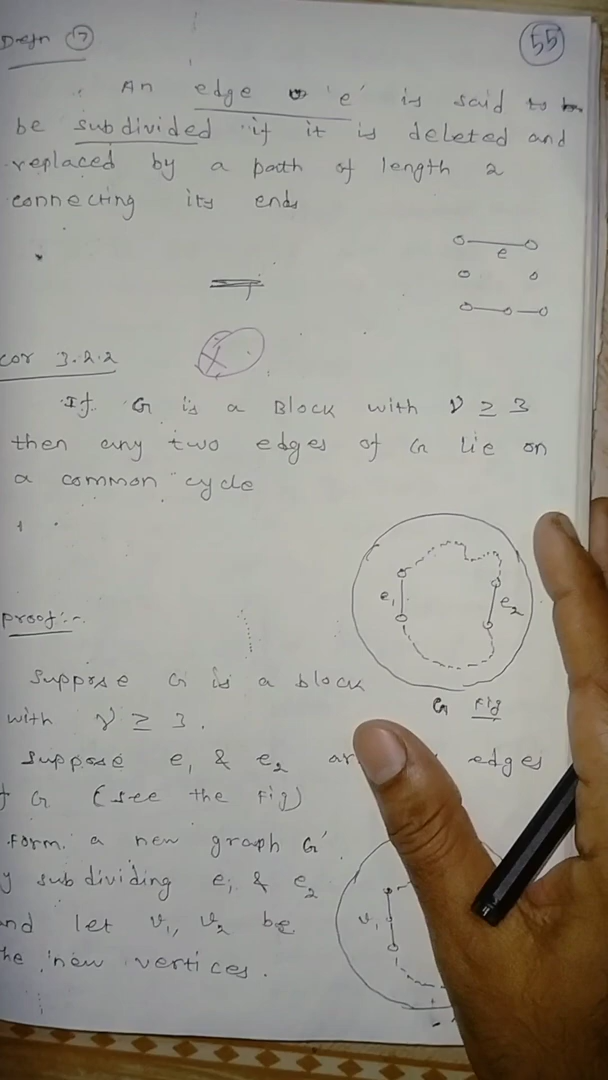 Defn 17
55
An edge 'e' is said to
be subdivided if it is deleted and
replaced by a path of length 2
connecting its ends
e
cor 3.2.2
If G is a Block with ν ≥ 3
then any two edges of G lie on
a common cycle
e₁
e₂
G Fig
proof:-
Suppose G is a block
with ν ≥ 3.
Suppose e₁ & e₂ edges
G (see the Fig)
Form a new graph G'
subdividing e₁ & e₂
and let v₁, v₂ be
the new vertices.
v₁